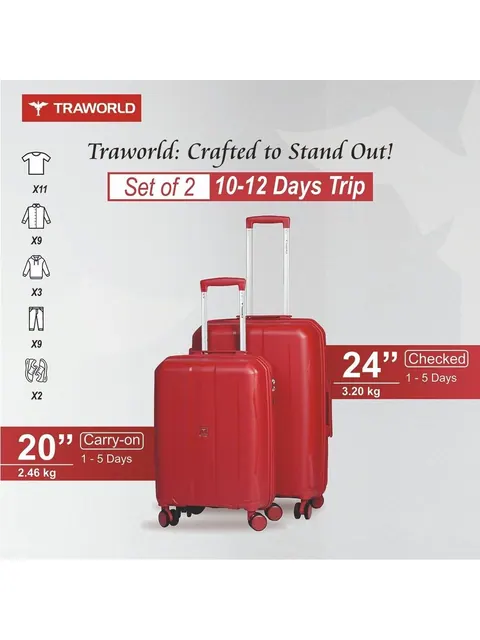 TRAWORLD
Traworld: Crafted to Stand Out!
Set of 2 10-12 Days Trip
X11
X9
X3
X9
X2
24” Checked
1 - 5 Days
3.20 kg
20” Carry-on
1 - 5 Days
2.46 kg